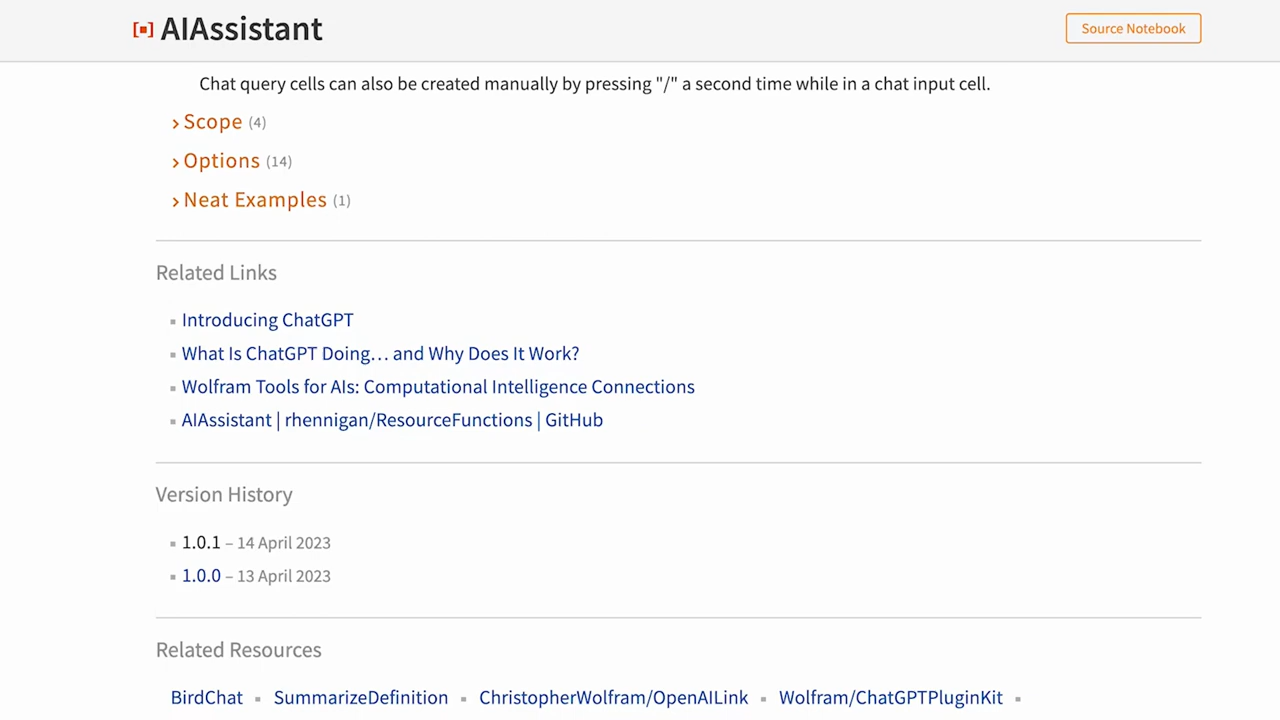 AIAssistant
Source Notebook
Chat query cells can also be created manually by pressing "/" a second time while in a chat input cell.
Scope (4)
Options (14)
Neat Examples (1)
Related Links
Introducing ChatGPT
What Is ChatGPT Doing… and Why Does It Work?
Wolfram Tools for AIs: Computational Intelligence Connections
AIAssistant | rhennigan/ResourceFunctions | GitHub
Version History
1.0.1 – 14 April 2023
1.0.0 – 13 April 2023
Related Resources
BirdChat ▪ SummarizeDefinition ▪ ChristopherWolfram/OpenAILink ▪ Wolfram/ChatGPTPluginKit ▪